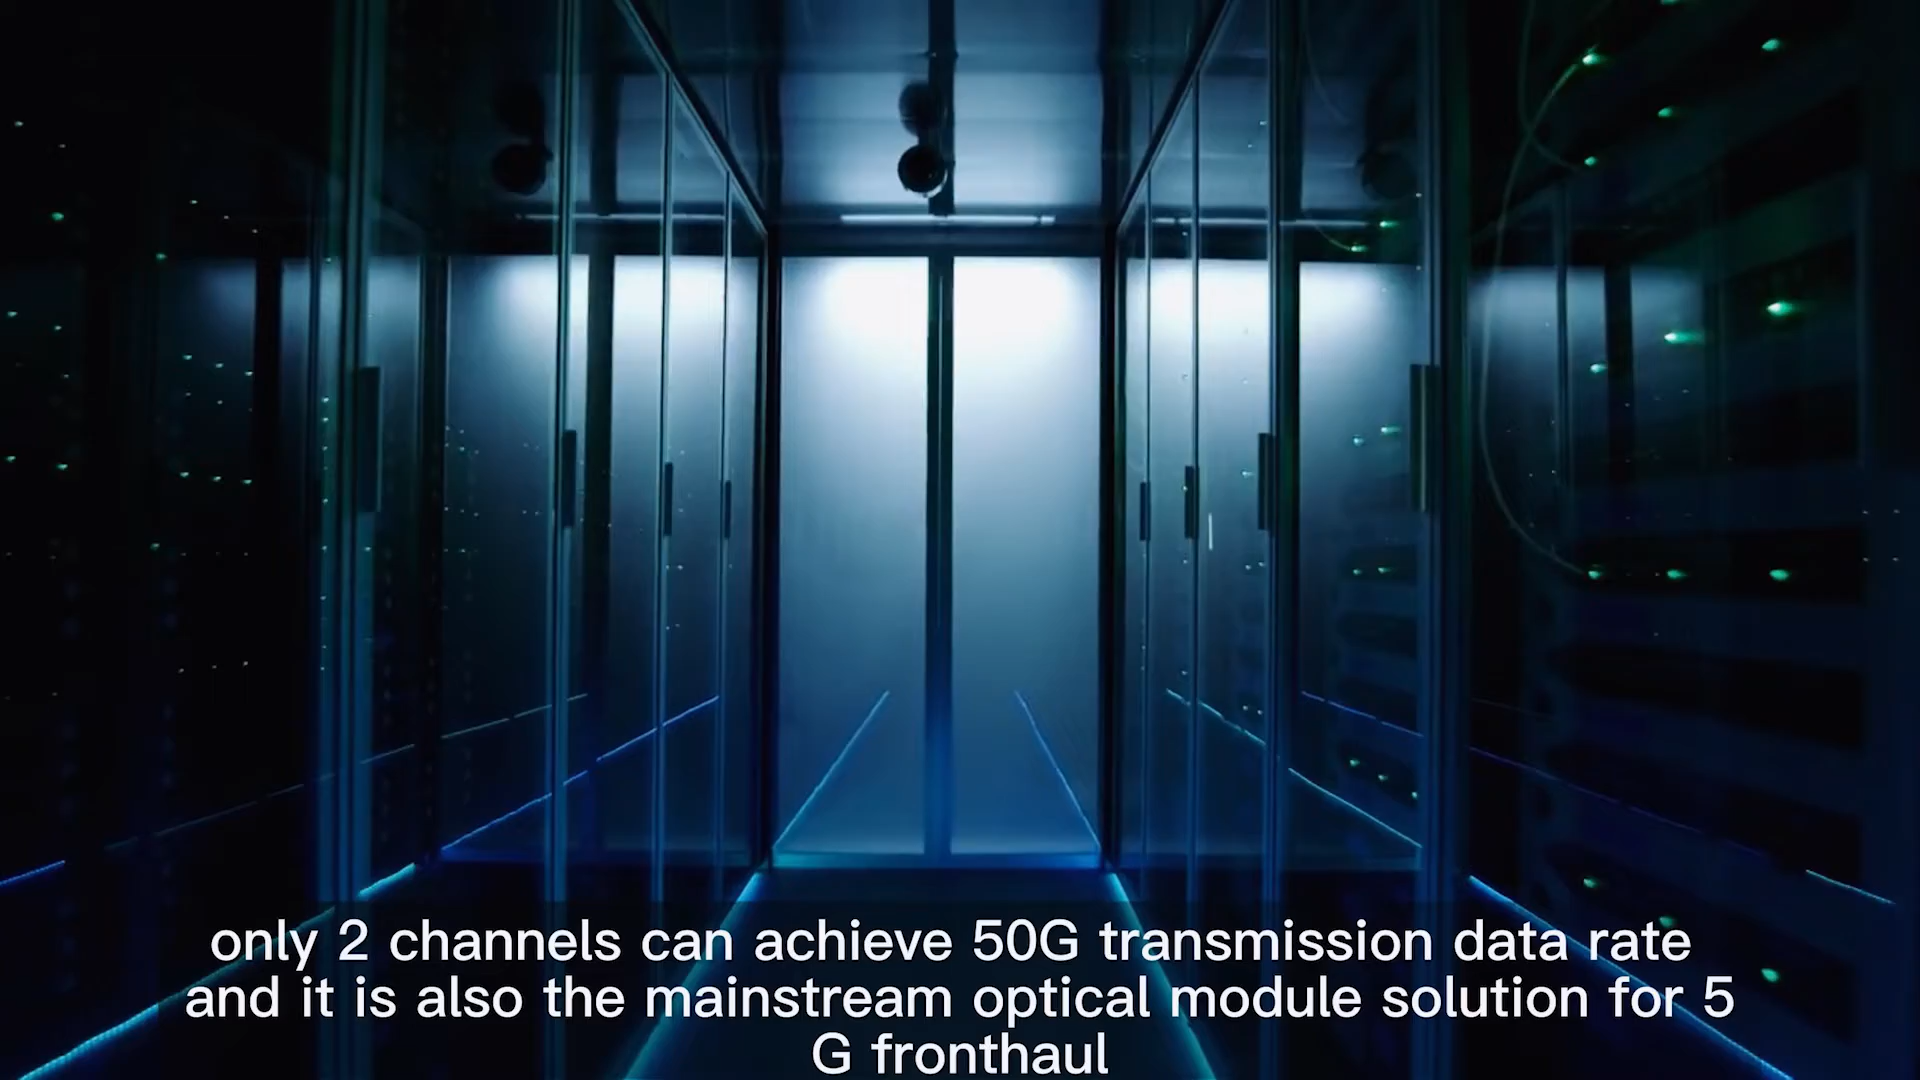 only 2 channels can achieve 50G transmission data rate
and it is also the mainstream optical module solution for 5
G fronthaul